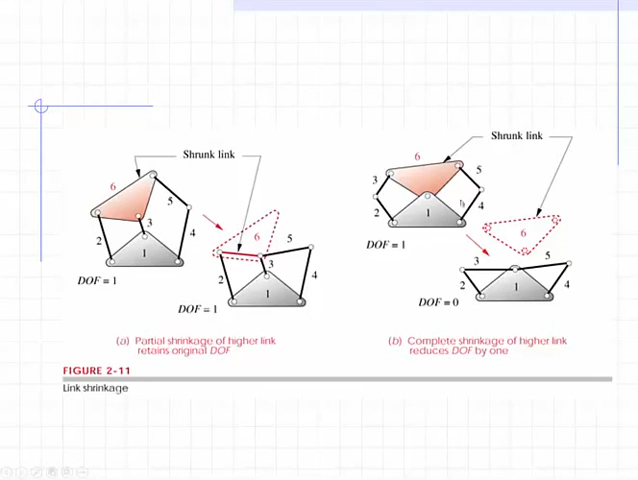 Shrunk link
6
5
3
2
4
1
DOF = 1
6
5
3
2
4
1
DOF = 1
Shrunk link
6
3
5
2
1
4
DOF = 1
6
3
5
2
1
4
DOF = 0
(a) Partial shrinkage of higher link
retains original DOF
(b) Complete shrinkage of higher link
reduces DOF by one
FIGURE 2-11
Link shrinkage